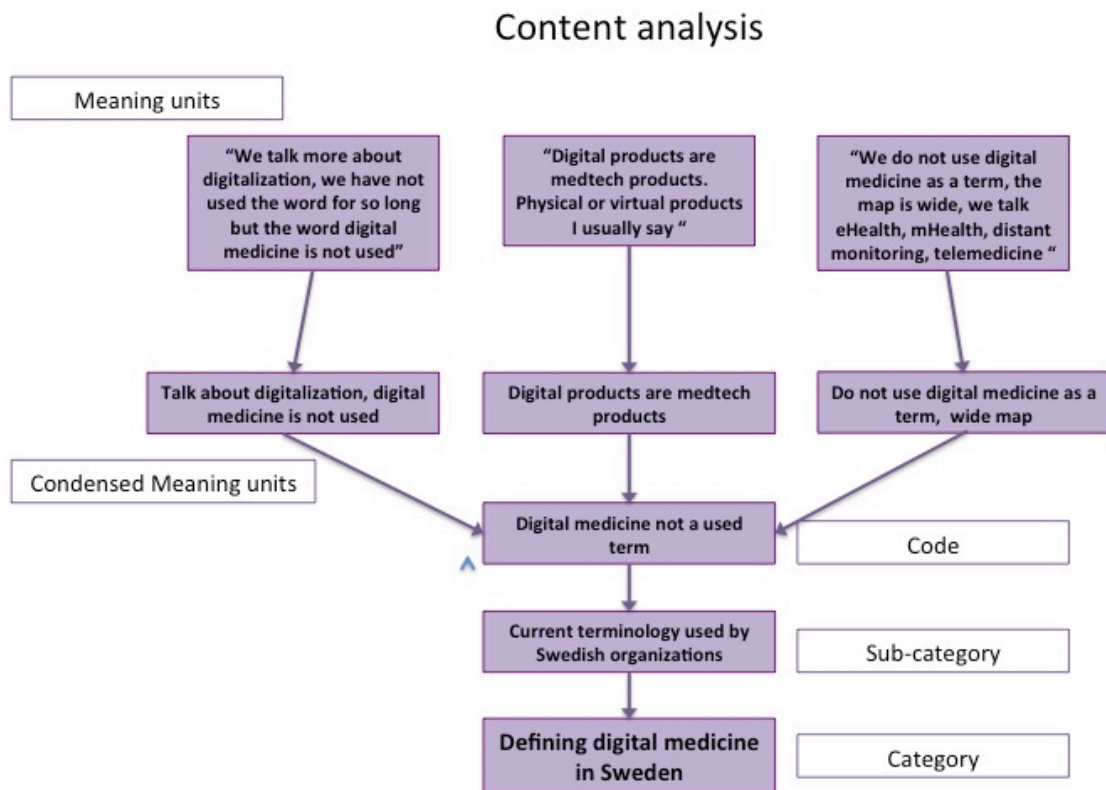 Content analysis
Meaning units
“We talk more about
digitalization, we have not
used the word for so long
but the word digital
medicine is not used”
“Digital products are
medtech products.
Physical or virtual products
I usually say “
“We do not use digital
medicine as a term, the
map is wide, we talk
eHealth, mHealth, distant
monitoring, telemedicine “
Talk about digitalization, digital
medicine is not used
Digital products are medtech
products
Do not use digital medicine as a
term, wide map
Condensed Meaning units
Digital medicine not a used
term
Code
Current terminology used by
Swedish organizations
Sub-category
Defining digital medicine
in Sweden
Category